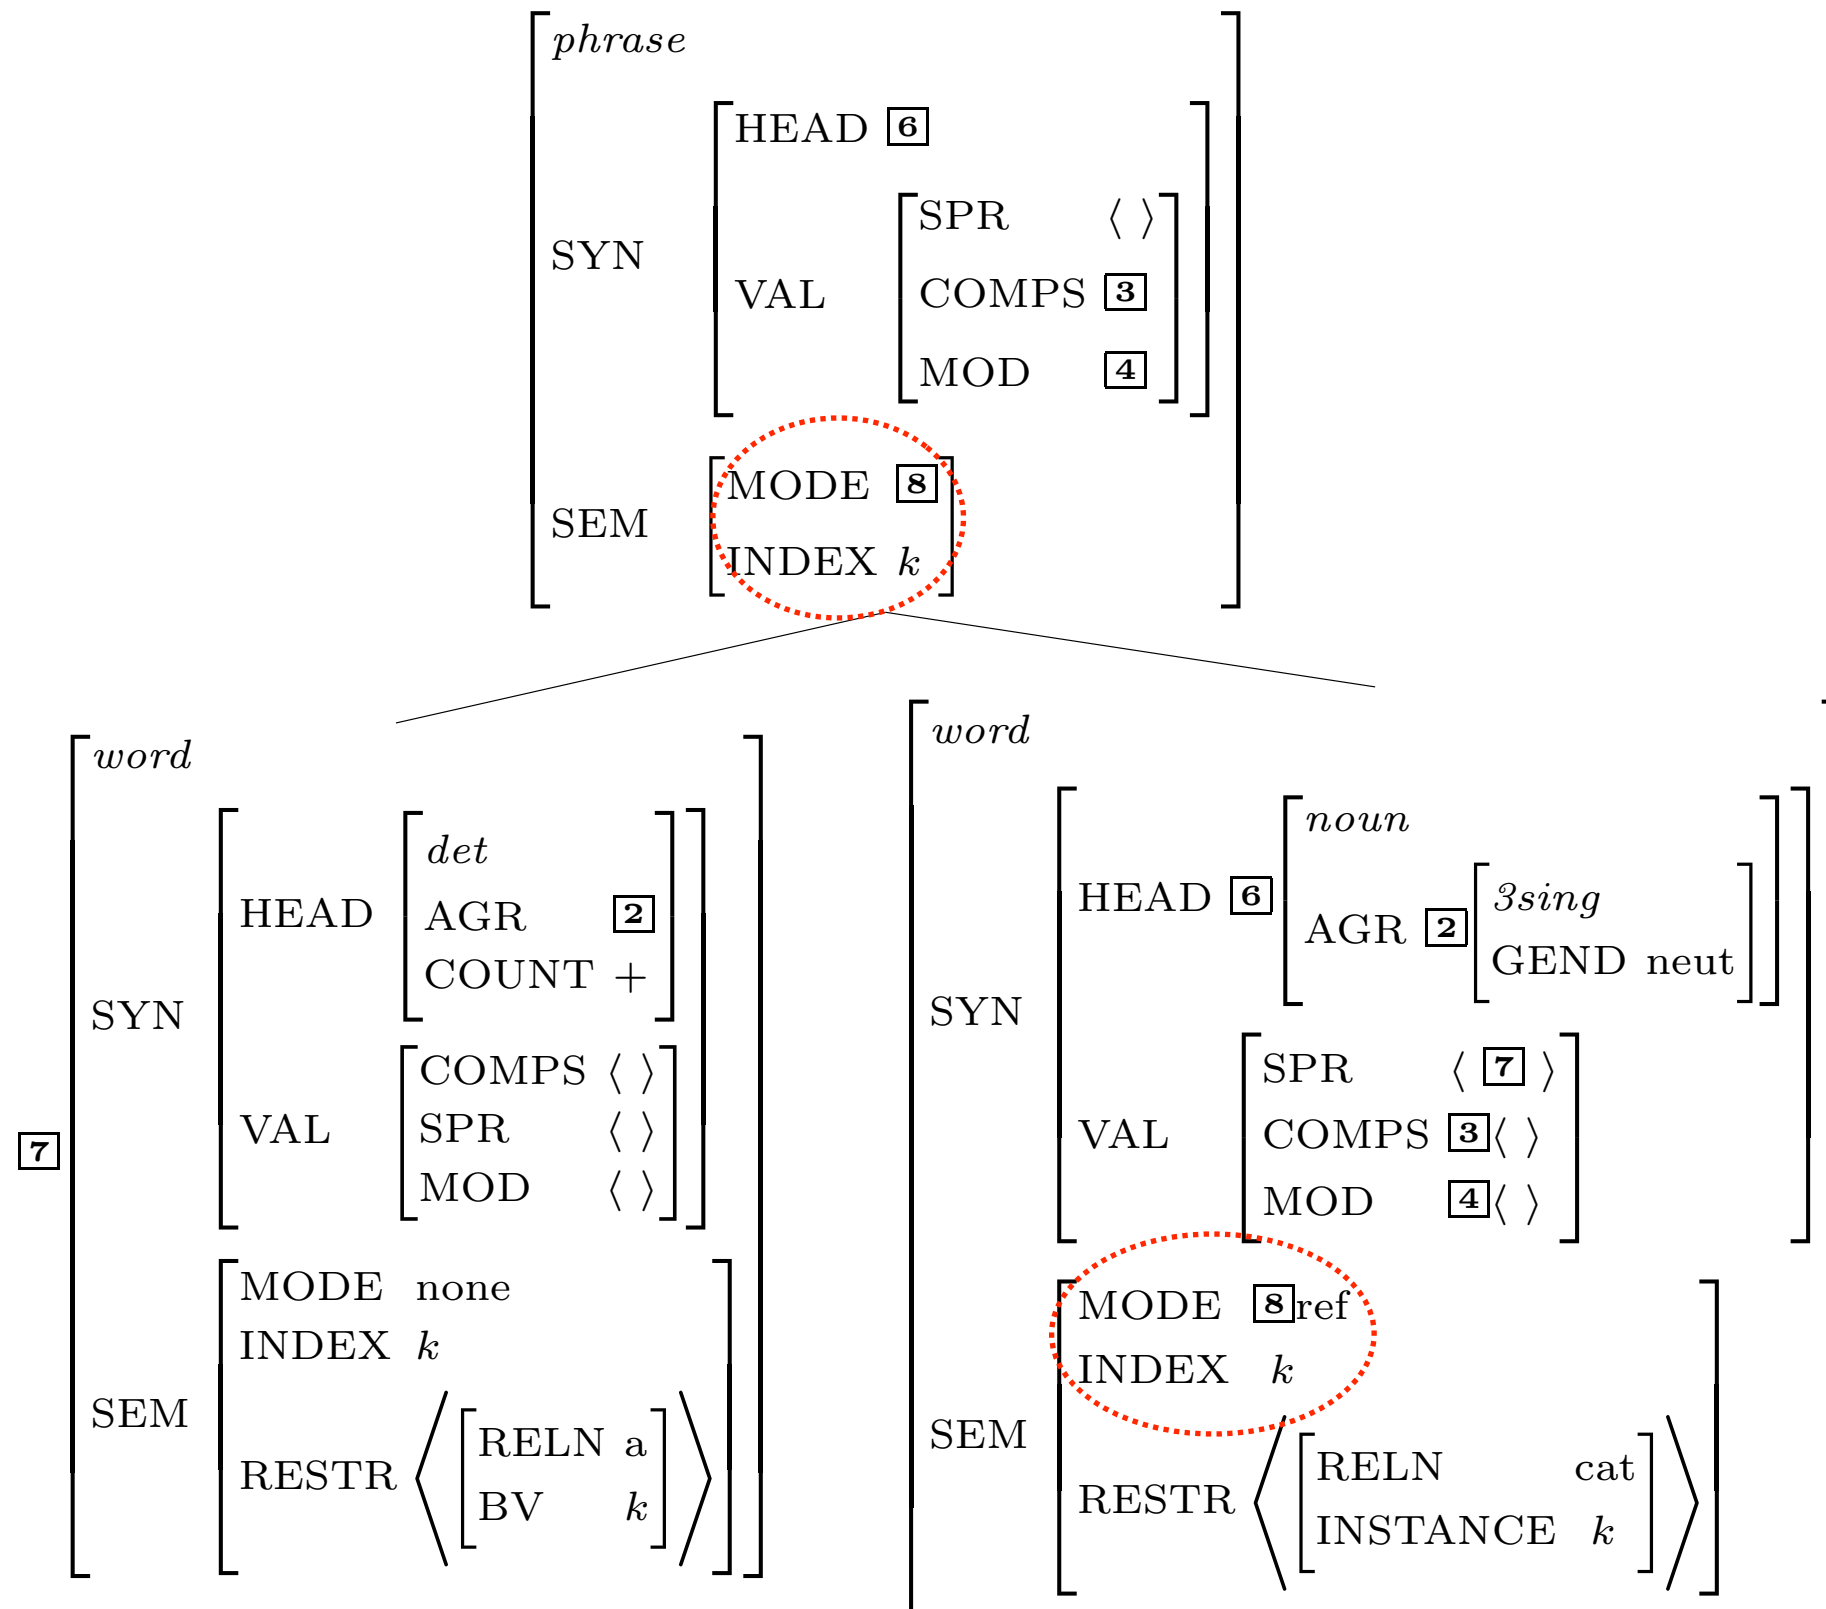 phrase
HEAD 6
SPR ⟨ ⟩
SYN
VAL
COMPS 3
MOD 4
MODE 8
SEM
INDEX k
word
HEAD
det
AGR 2
COUNT +
SYN
COMPS ⟨ ⟩
VAL
SPR ⟨ ⟩
MOD ⟨ ⟩
7
MODE none
INDEX k
SEM
RESTR
RELN a
BV k
word
noun
HEAD 6
AGR 2
3sing
GEND neut
SYN
SPR ⟨ 7 ⟩
VAL
COMPS 3 ⟨ ⟩
MOD 4 ⟨ ⟩
MODE 8 ref
INDEX k
SEM
RESTR
RELN cat
INSTANCE k